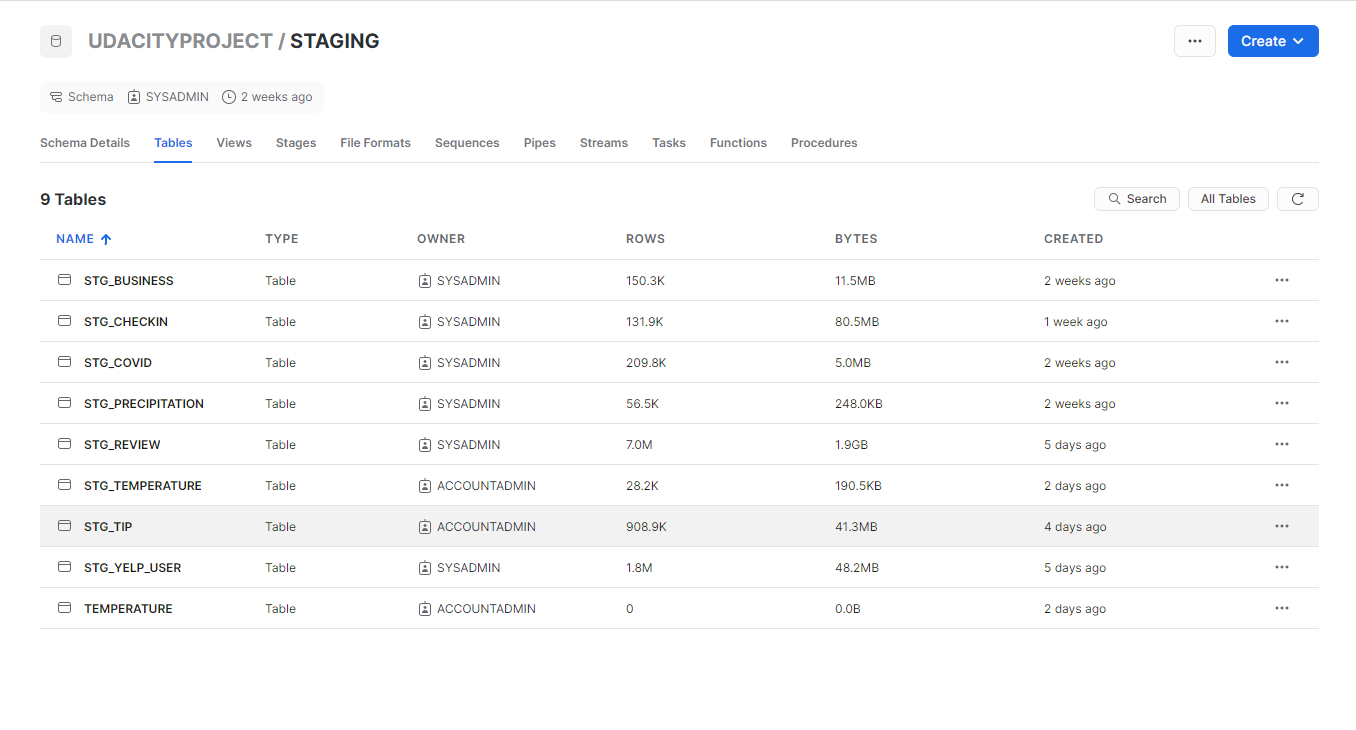 UDACITYPROJECT / STAGING
... Create
Schema SYSADMIN 2 weeks ago
Schema Details Tables Views Stages File Formats Sequences Pipes Streams Tasks Functions Procedures
9 Tables Search All Tables
NAME TYPE OWNER ROWS BYTES CREATED
STG_BUSINESS Table SYSADMIN 150.3K 11.5MB 2 weeks ago ...
STG_CHECKIN Table SYSADMIN 131.9K 80.5MB 1 week ago ...
STG_COVID Table SYSADMIN 209.8K 5.0MB 2 weeks ago ...
STG_PRECIPITATION Table SYSADMIN 56.5K 248.0KB 2 weeks ago ...
STG_REVIEW Table SYSADMIN 7.0M 1.9GB 5 days ago ...
STG_TEMPERATURE Table ACCOUNTADMIN 28.2K 190.5KB 2 days ago ...
STG_TIP Table ACCOUNTADMIN 908.9K 41.3MB 4 days ago ...
STG_YELP_USER Table SYSADMIN 1.8M 48.2MB 5 days ago ...
TEMPERATURE Table ACCOUNTADMIN 0 0.0B 2 days ago ...